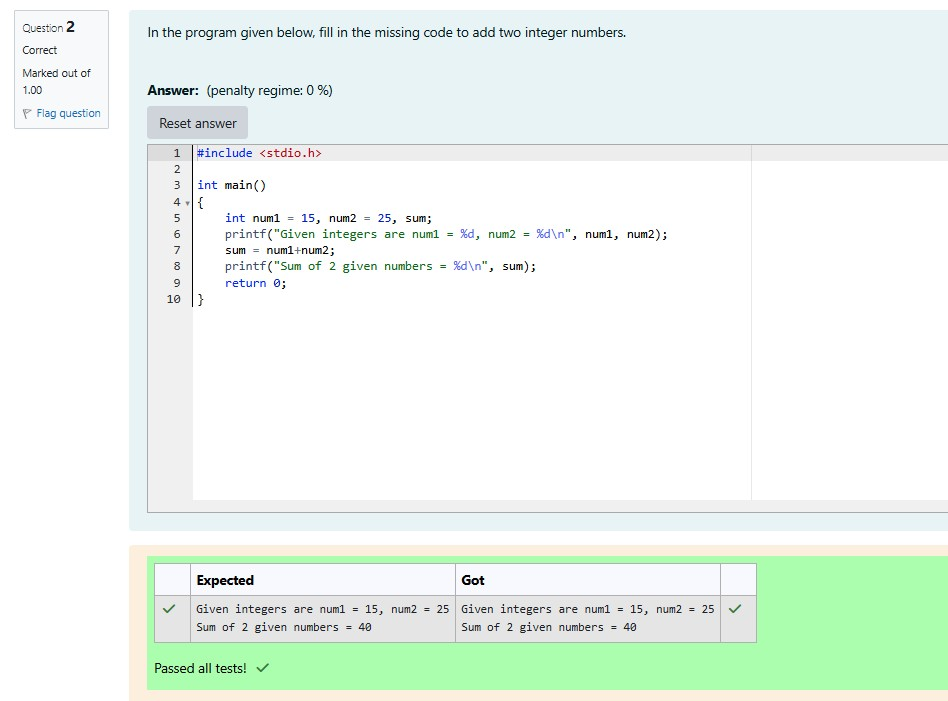 Question 2
Correct
Marked out of
1.00
Flag question
In the program given below, fill in the missing code to add two integer numbers.
Answer: (penalty regime: 0 %)
Reset answer
1 #include <stdio.h>
2
3 int main()
4 {
5     int num1 = 15, num2 = 25, sum;
6     printf("Given integers are num1 = %d, num2 = %d\n", num1, num2);
7     sum = num1+num2;
8     printf("Sum of 2 given numbers = %d\n", sum);
9     return 0;
10 }
Expected Got
Given integers are num1 = 15, num2 = 25 Given integers are num1 = 15, num2 = 25
Sum of 2 given numbers = 40 Sum of 2 given numbers = 40
Passed all tests!